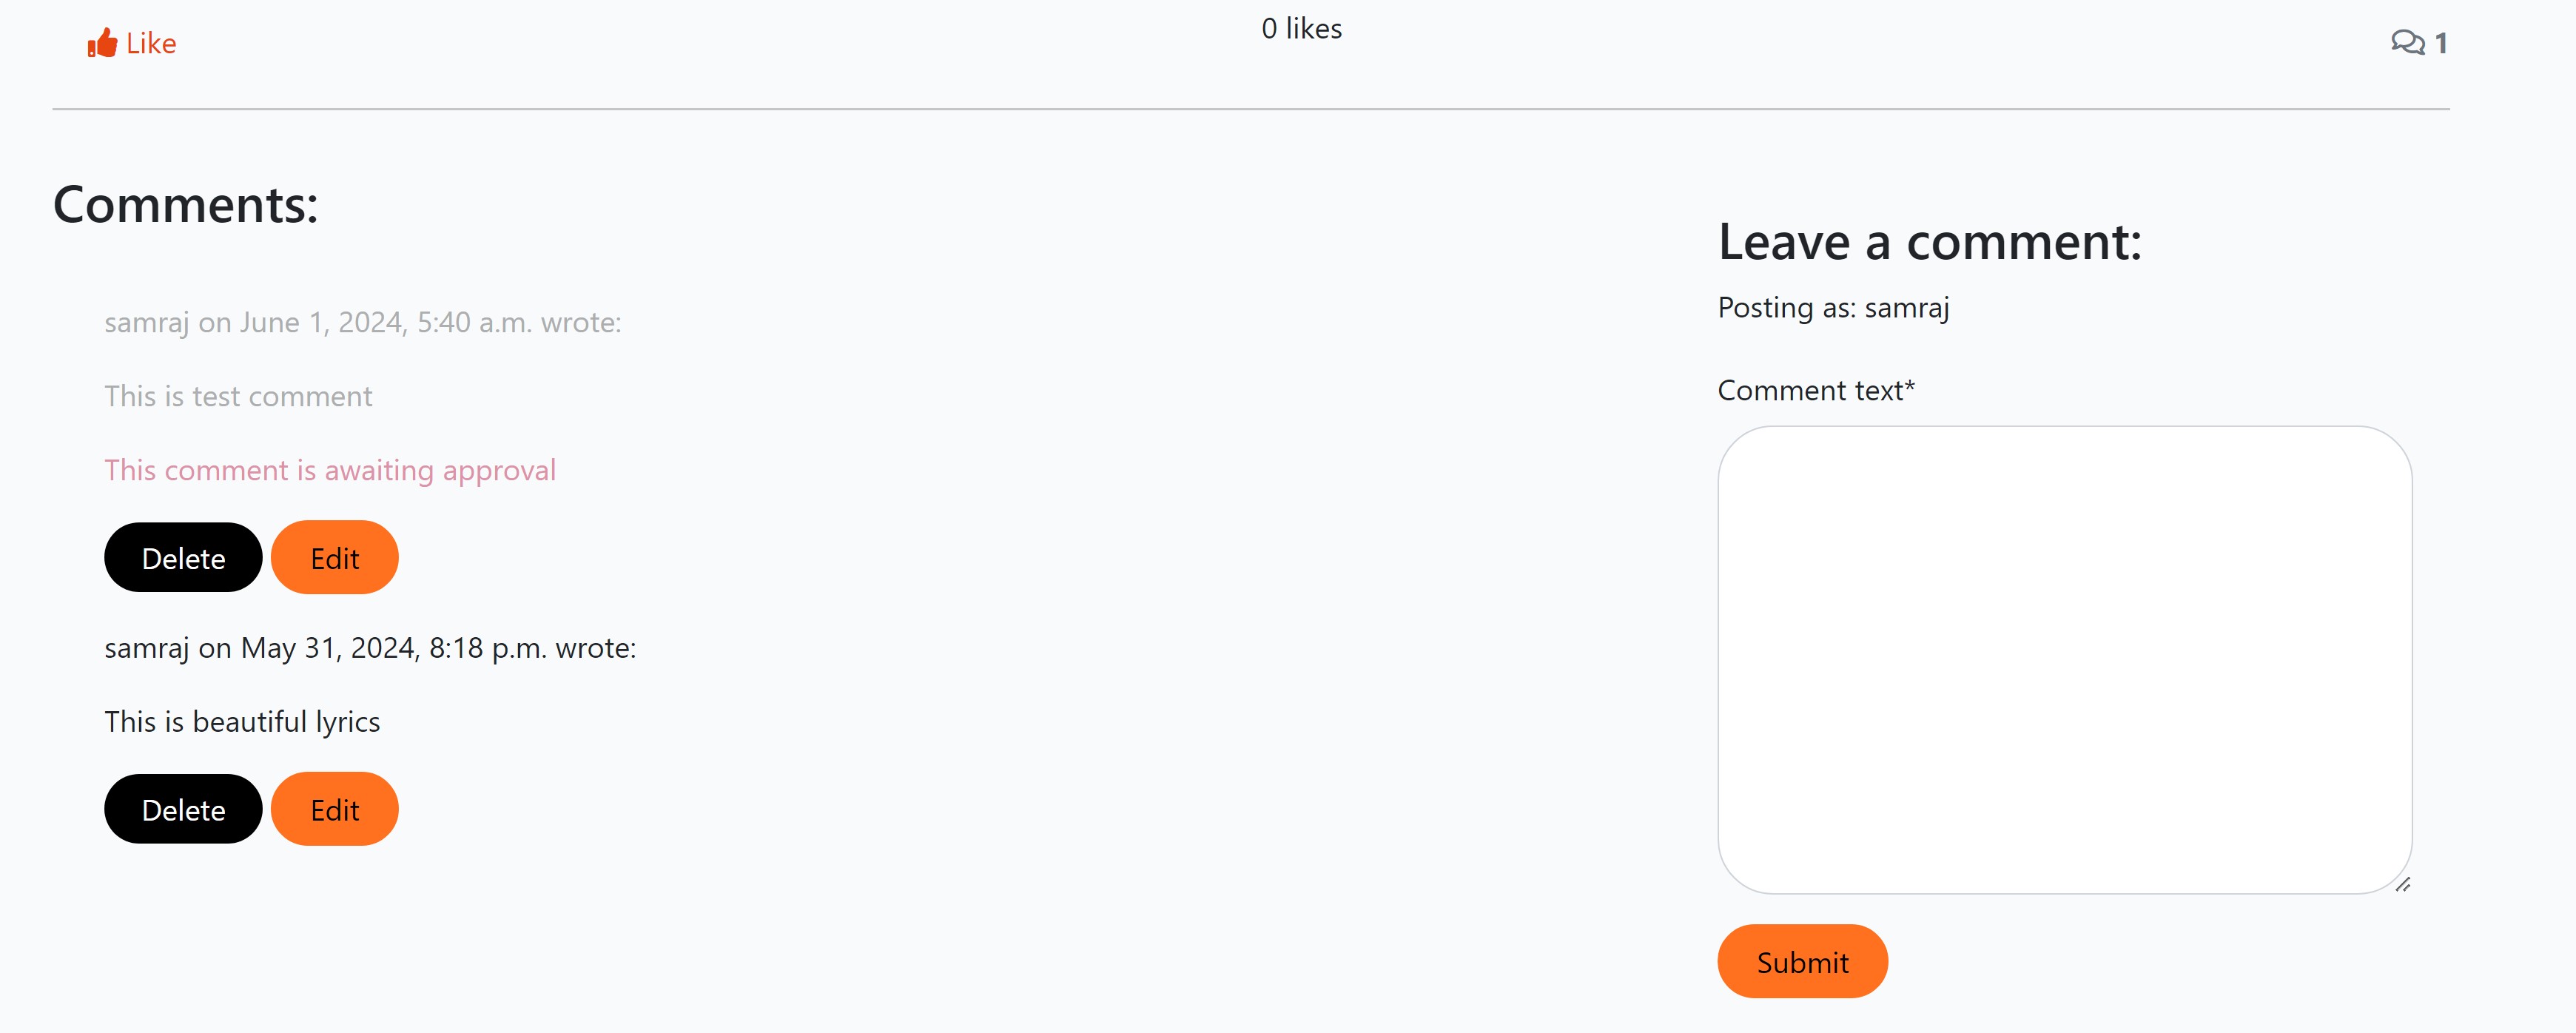 Like
0 likes
1
Comments:
samraj on June 1, 2024, 5:40 a.m. wrote:
This is test comment
This comment is awaiting approval
Delete Edit
samraj on May 31, 2024, 8:18 p.m. wrote:
This is beautiful lyrics
Delete Edit
Leave a comment:
Posting as: samraj
Comment text*
Submit